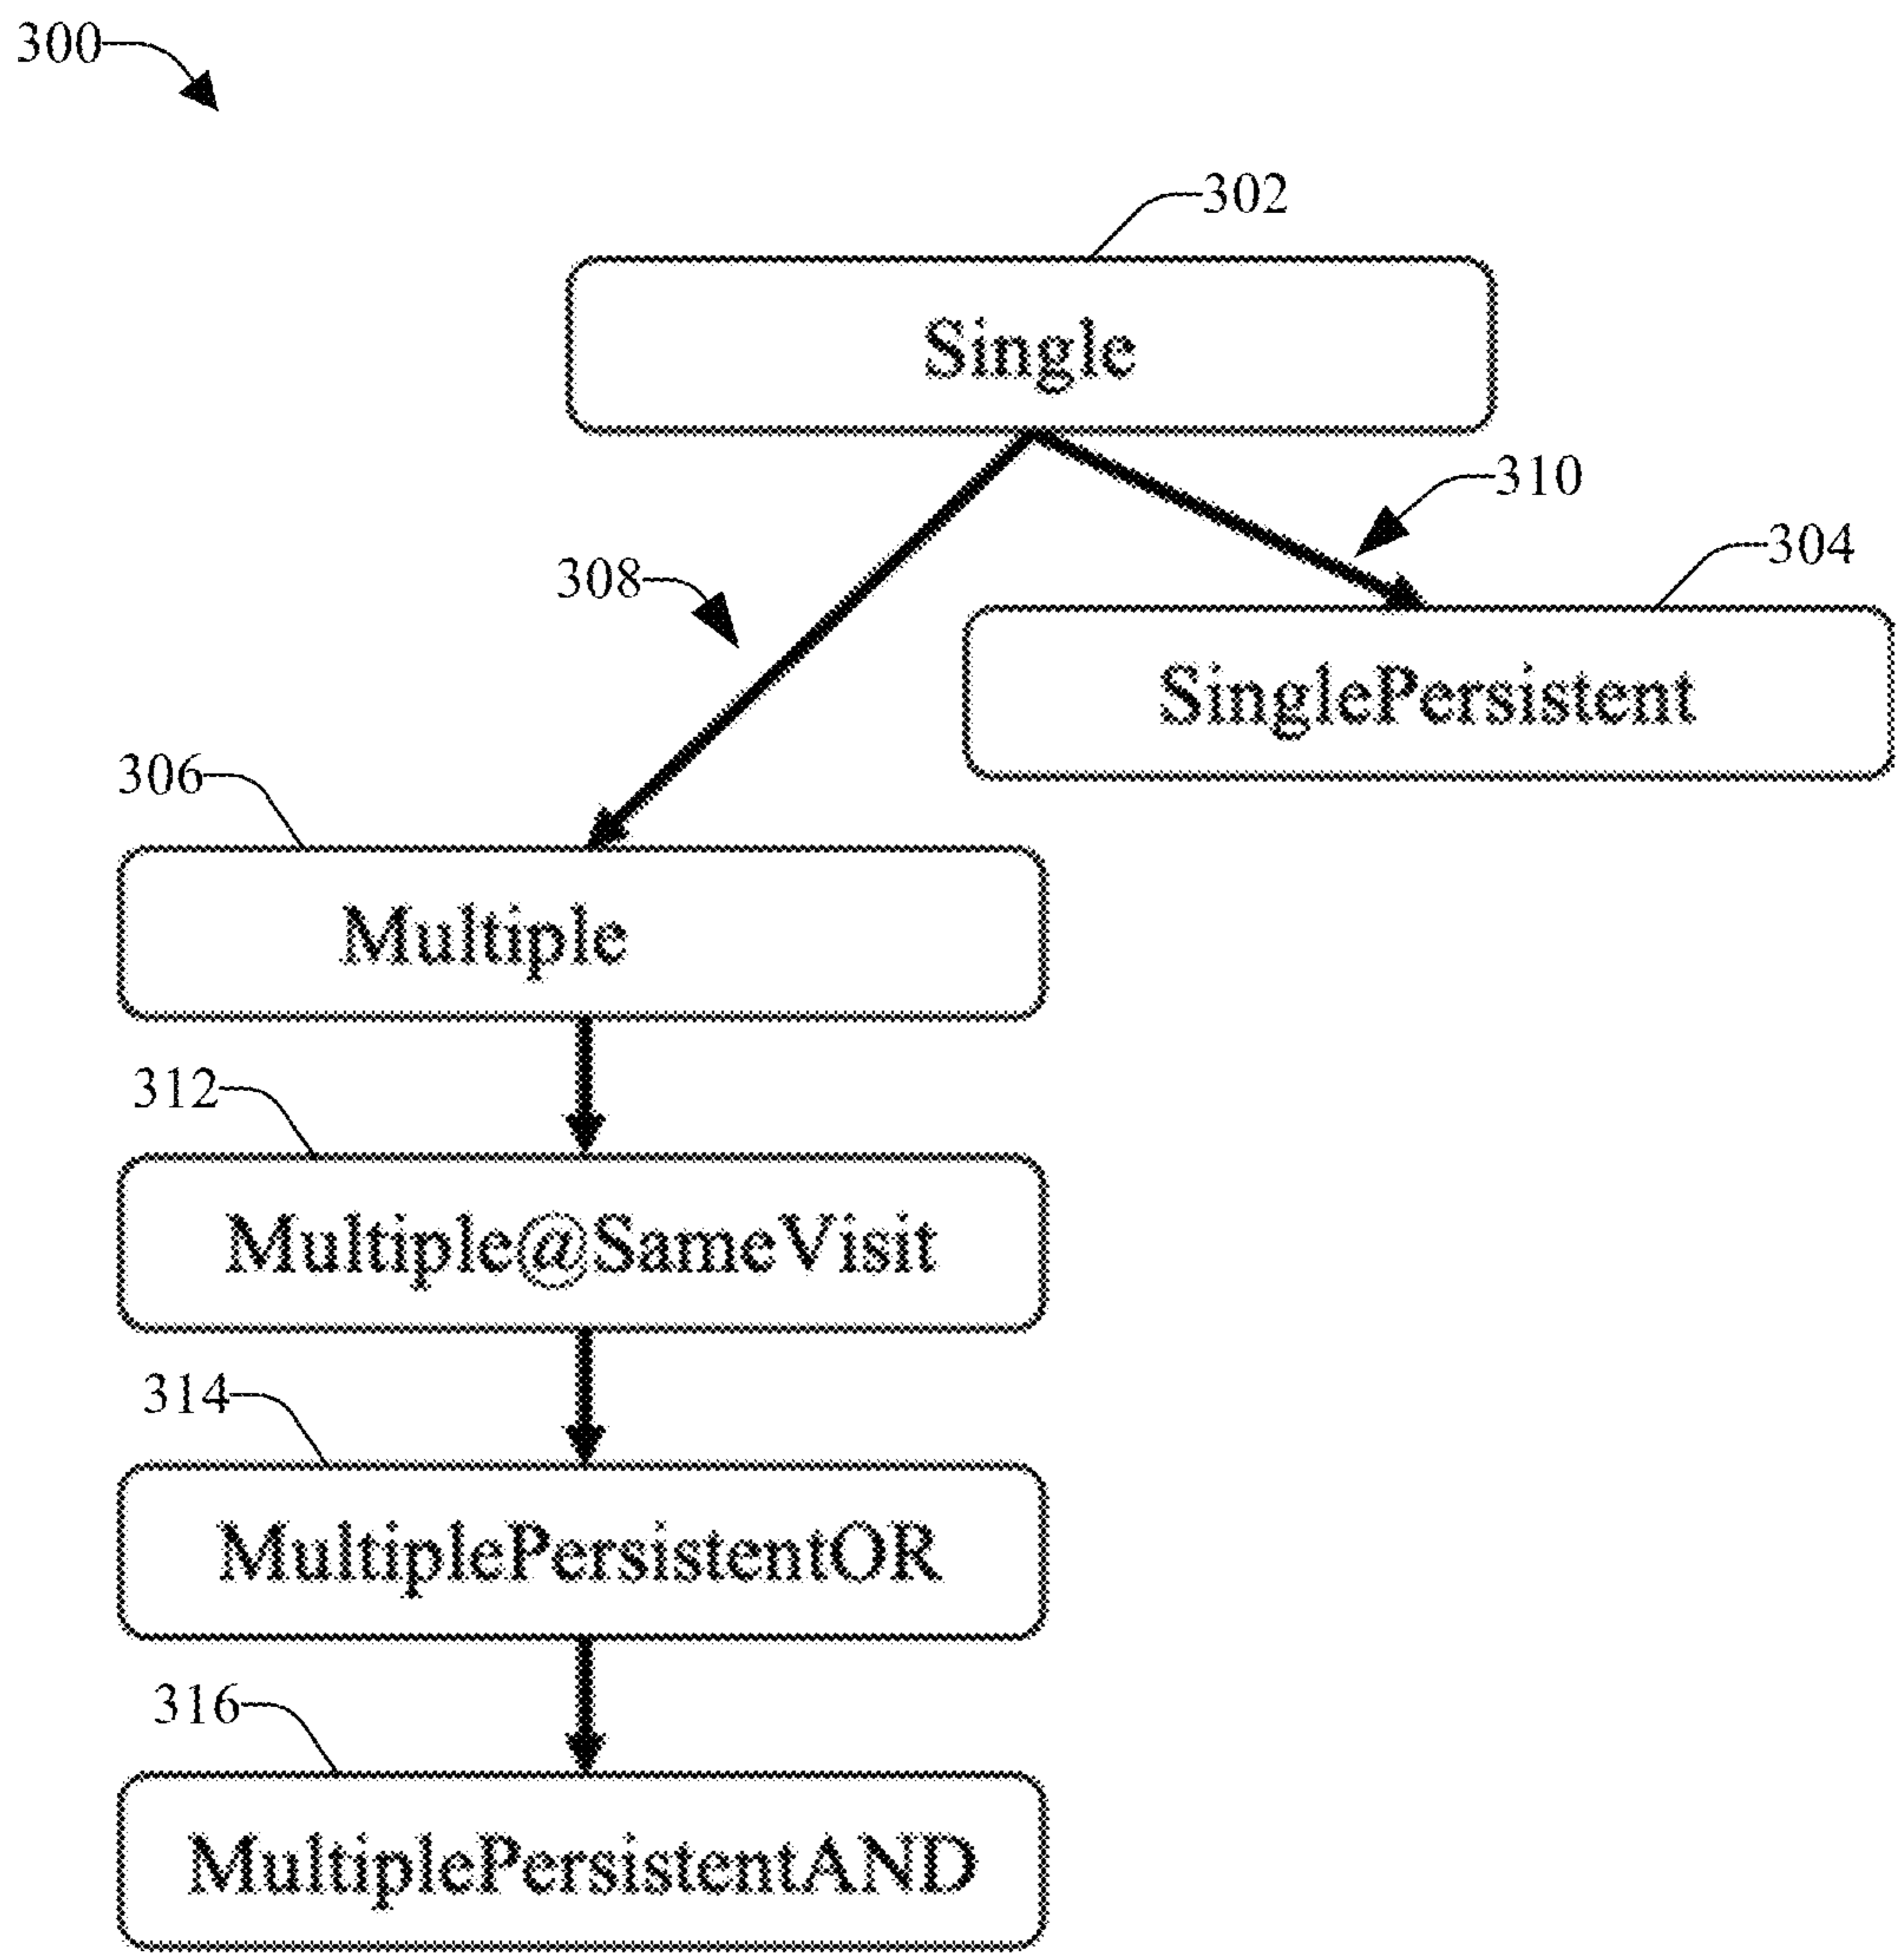 300
302
Single
310
308
304
SinglePersistent
306
Multiple
312
Multiple@SameVisit
314
MultiplePersistentOR
316
MultiplePersistentAND